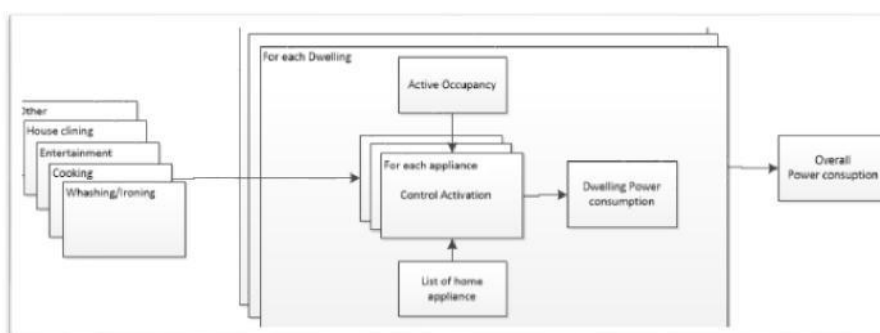 For each Dwelling
Active Occupancy
Other
House clining
Entertainment
Cooking
Whashing/Ironing
For each appliance
Control Activation
Dwelling Power
consumption
Overall
Power consuption
List of home
appliance